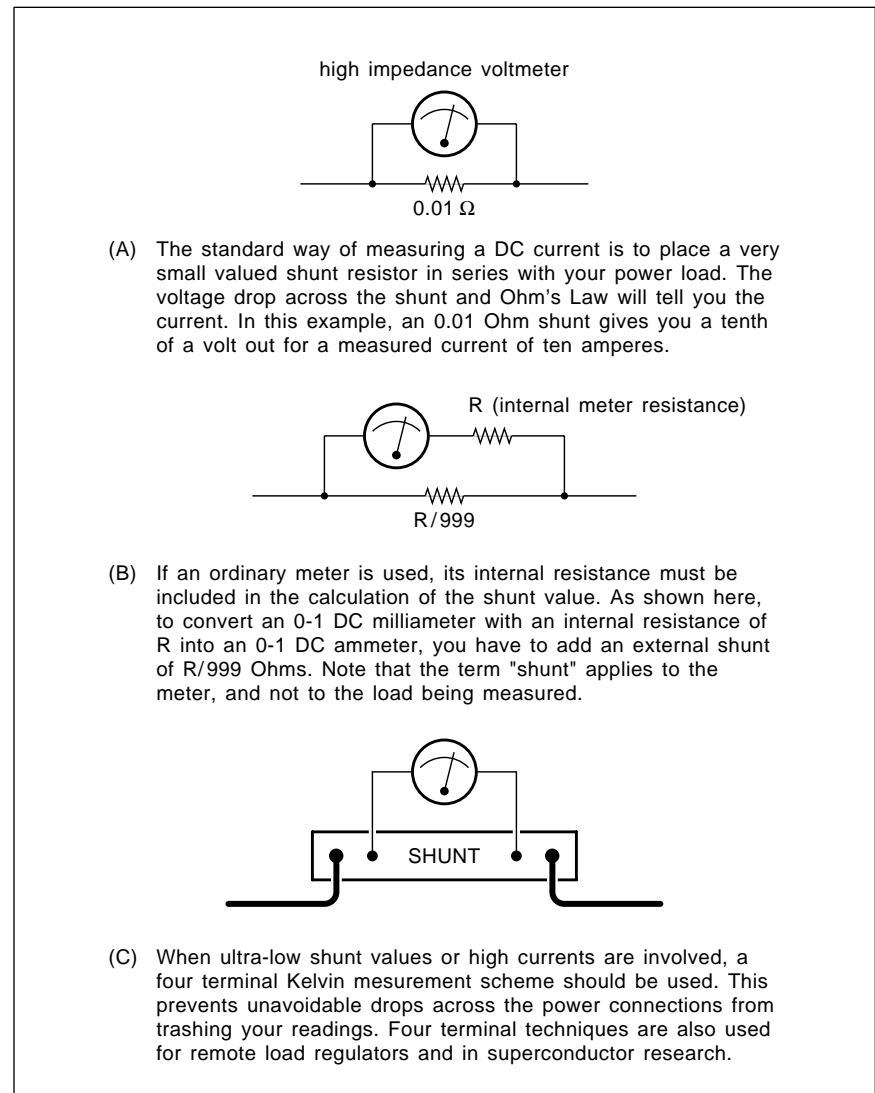 high impedance voltmeter
0.01 Ω
(A) The standard way of measuring a DC current is to place a very
small valued shunt resistor in series with your power load. The
voltage drop across the shunt and Ohm's Law will tell you the
current. In this example, an 0.01 Ohm shunt gives you a tenth
of a volt out for a measured current of ten amperes.
R (internal meter resistance)
R/999
(B) If an ordinary meter is used, its internal resistance must be
included in the calculation of the shunt value. As shown here,
to convert an 0-1 DC milliameter with an internal resistance of
R into an 0-1 DC ammeter, you have to add an external shunt
of R/999 Ohms. Note that the term "shunt" applies to the
meter, and not to the load being measured.
SHUNT
(C) When ultra-low shunt values or high currents are involved, a
four terminal Kelvin mesurement scheme should be used. This
prevents unavoidable drops across the power connections from
trashing your readings. Four terminal techniques are also used
for remote load regulators and in superconductor research.